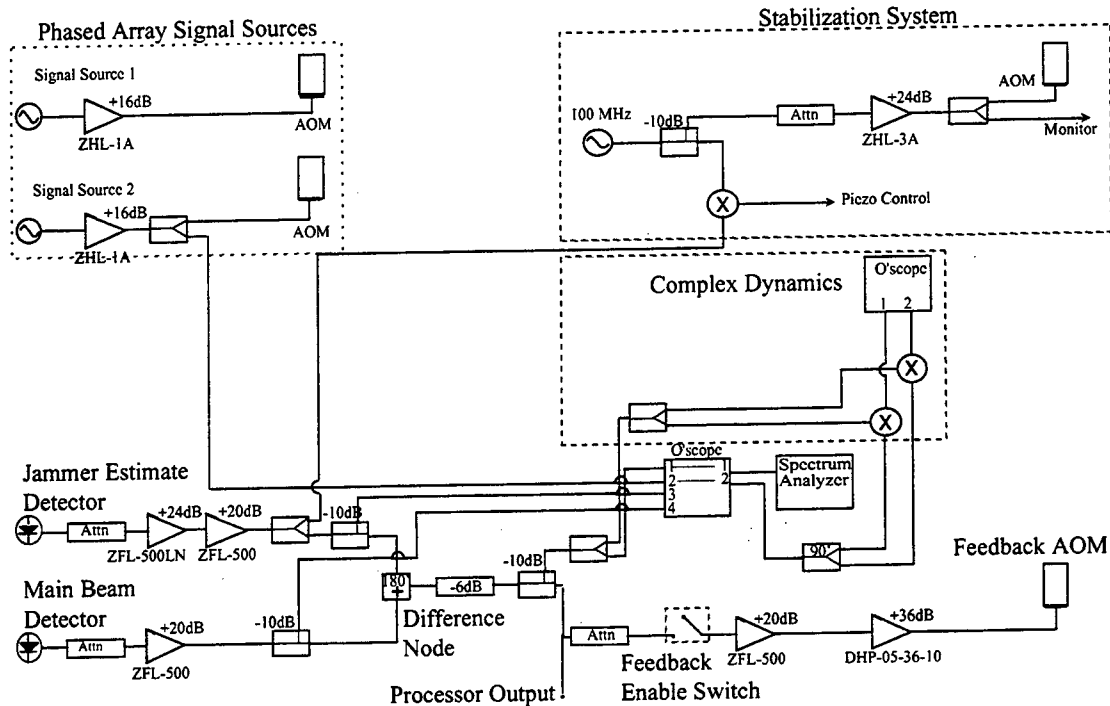 Phased Array Signal Sources
Signal Source 1
+16dB
ZHL-1A
AOM
Signal Source 2
+16dB
ZHL-1A
AOM
Stabilization System
100 MHz
-10dB
Attn
+24dB
ZHL-3A
AOM
Monitor
X
Piezo Control
Complex Dynamics
O'scope
1 2
X
X
O'scope
1
2
3
4
1
2
Spectrum
Analyzer
90°
Jammer Estimate
Detector
Attn
+24dB
ZFL-500LN
+20dB
ZFL-500
-10dB
Main Beam
Detector
Attn
+20dB
ZFL-500
-10dB
180
Difference
Node
-6dB
-10dB
Processor Output
Attn
Feedback
Enable Switch
+20dB
ZFL-500
+36dB
DHP-05-36-10
Feedback AOM